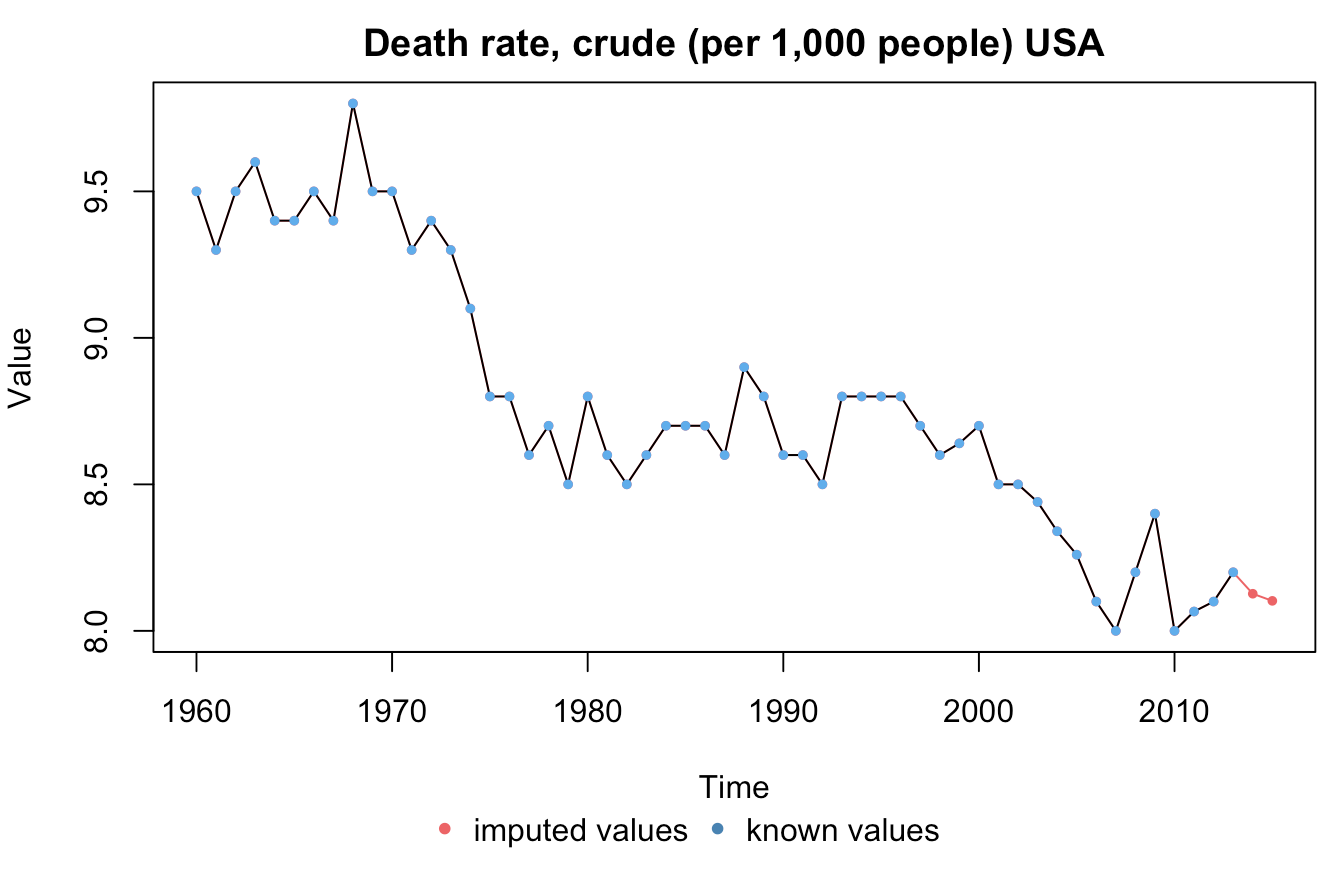 Death rate, crude (per 1,000 people) USA
Value
9.5
9.0
8.5
8.0
1960 1970 1980 1990 2000 2010
Time
imputed values known values